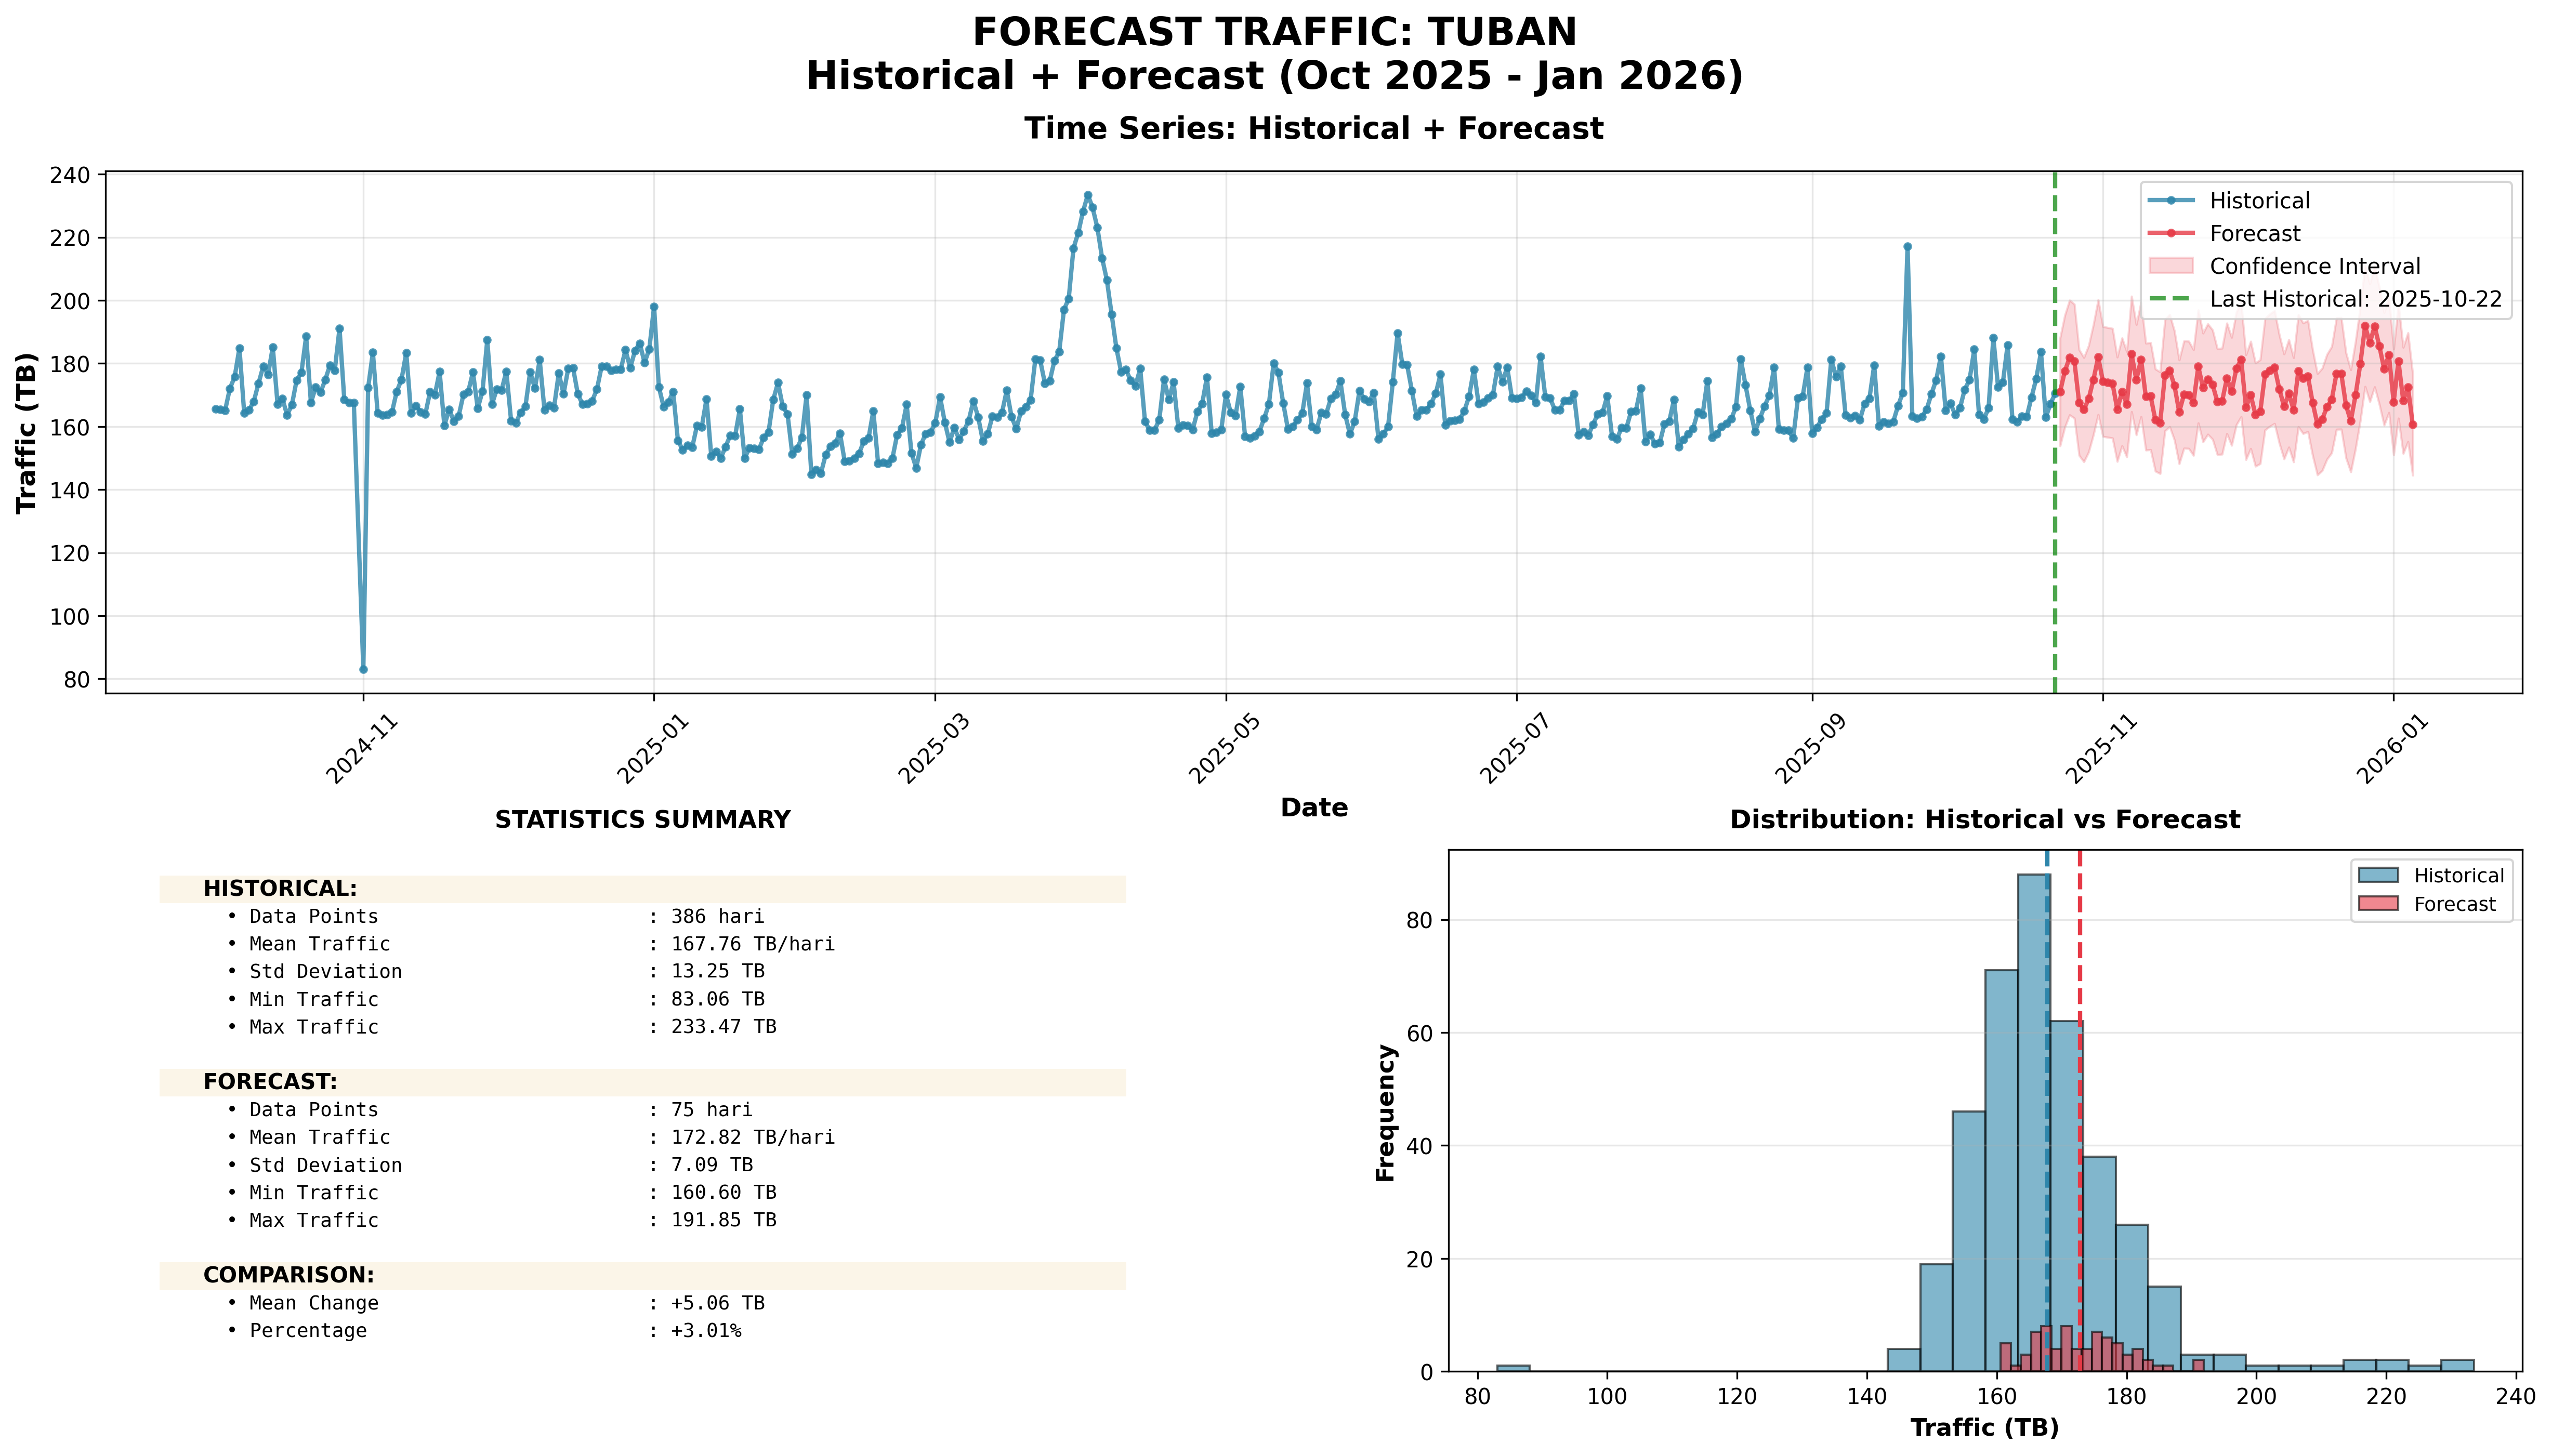 FORECAST TRAFFIC: TUBAN
Historical + Forecast (Oct 2025 - Jan 2026)
Time Series: Historical + Forecast
Traffic (TB)
240
220
200
180
160
140
120
100
80
Historical
Forecast
Confidence Interval
Last Historical: 2025-10-22
2024-11
2025-01
2025-03
2025-05
2025-07
2025-09
2025-11
2026-01
Date
STATISTICS SUMMARY
HISTORICAL:
• Data Points : 386 hari
• Mean Traffic : 167.76 TB/hari
• Std Deviation : 13.25 TB
• Min Traffic : 83.06 TB
• Max Traffic : 233.47 TB
FORECAST:
• Data Points : 75 hari
• Mean Traffic : 172.82 TB/hari
• Std Deviation : 7.09 TB
• Min Traffic : 160.60 TB
• Max Traffic : 191.85 TB
COMPARISON:
• Mean Change : +5.06 TB
• Percentage : +3.01%
Distribution: Historical vs Forecast
Frequency
80
60
40
20
0
Historical
Forecast
80
100
120
140
160
180
200
220
240
Traffic (TB)